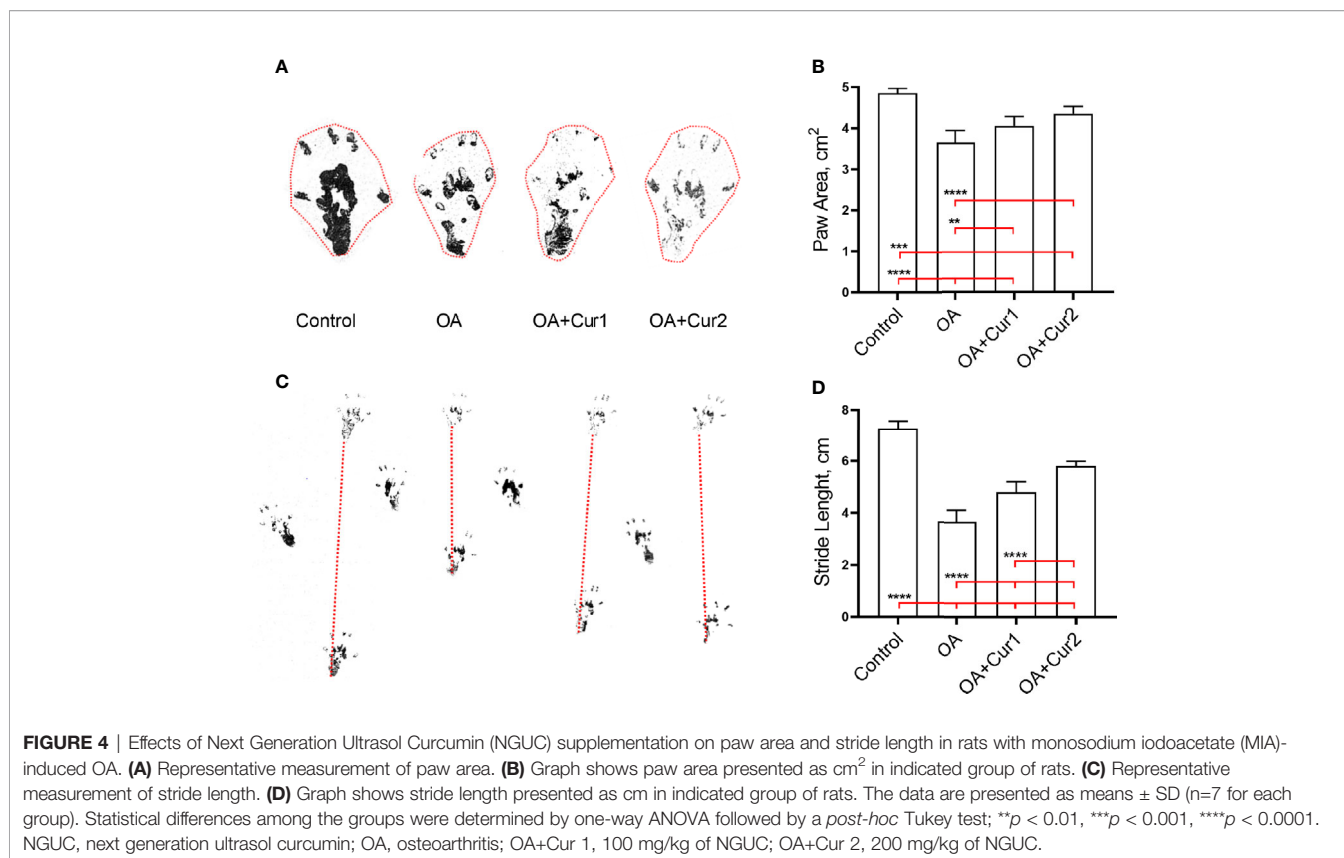 A
Control
OA
OA+Cur1
OA+Cur2
B
Paw Area, cm²
5
4
3
2
1
0
****
**
***
****
Control
OA
OA+Cur1
OA+Cur2
C
D
Stride Lenght, cm
8
6
4
2
0
****
****
****
Control
OA
OA+Cur1
OA+Cur2
FIGURE 4 | Effects of Next Generation Ultrasol Curcumin (NGUC) supplementation on paw area and stride length in rats with monosodium iodoacetate (MIA)-
induced OA. (A) Representative measurement of paw area. (B) Graph shows paw area presented as cm² in indicated group of rats. (C) Representative
measurement of stride length. (D) Graph shows stride length presented as cm in indicated group of rats. The data are presented as means ± SD (n=7 for each
group). Statistical differences among the groups were determined by one-way ANOVA followed by a post-hoc Tukey test; **p < 0.01, ***p < 0.001, ****p < 0.0001.
NGUC, next generation ultrasol curcumin; OA, osteoarthritis; OA+Cur 1, 100 mg/kg of NGUC; OA+Cur 2, 200 mg/kg of NGUC.